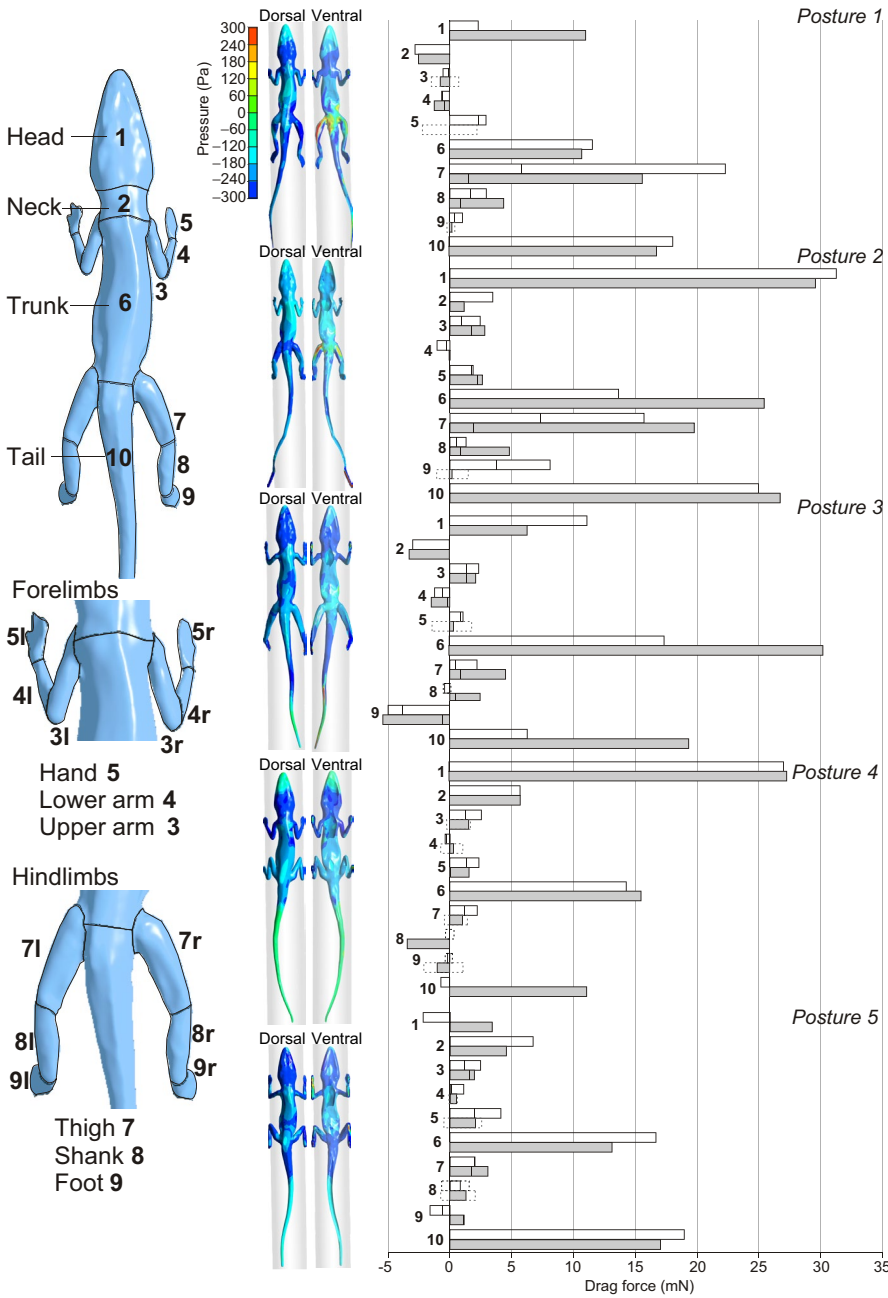 Head
Neck
Trunk
Tail
1
2
5
4
3
6
7
10
8
9
Forelimbs
5l
5r
4l
4r
3l
3r
Hand 5
Lower arm 4
Upper arm 3
Hindlimbs
7l
7r
8l
8r
9l
9r
Thigh 7
Shank 8
Foot 9
Pressure (Pa)
300
240
180
120
60
0
–60
–120
–180
–240
–300
Dorsal Ventral
Dorsal Ventral
Dorsal Ventral
Dorsal Ventral
Dorsal Ventral
Posture 1
1
2
3
4
5
6
7
8
9
10
Posture 2
1
2
3
4
5
6
7
8
9
10
Posture 3
1
2
3
4
5
6
7
8
9
10
Posture 4
1
2
3
4
5
6
7
8
9
10
Posture 5
1
2
3
4
5
6
7
8
9
10
-5 0 5 10 15 20 25 30 35
Drag force (mN)